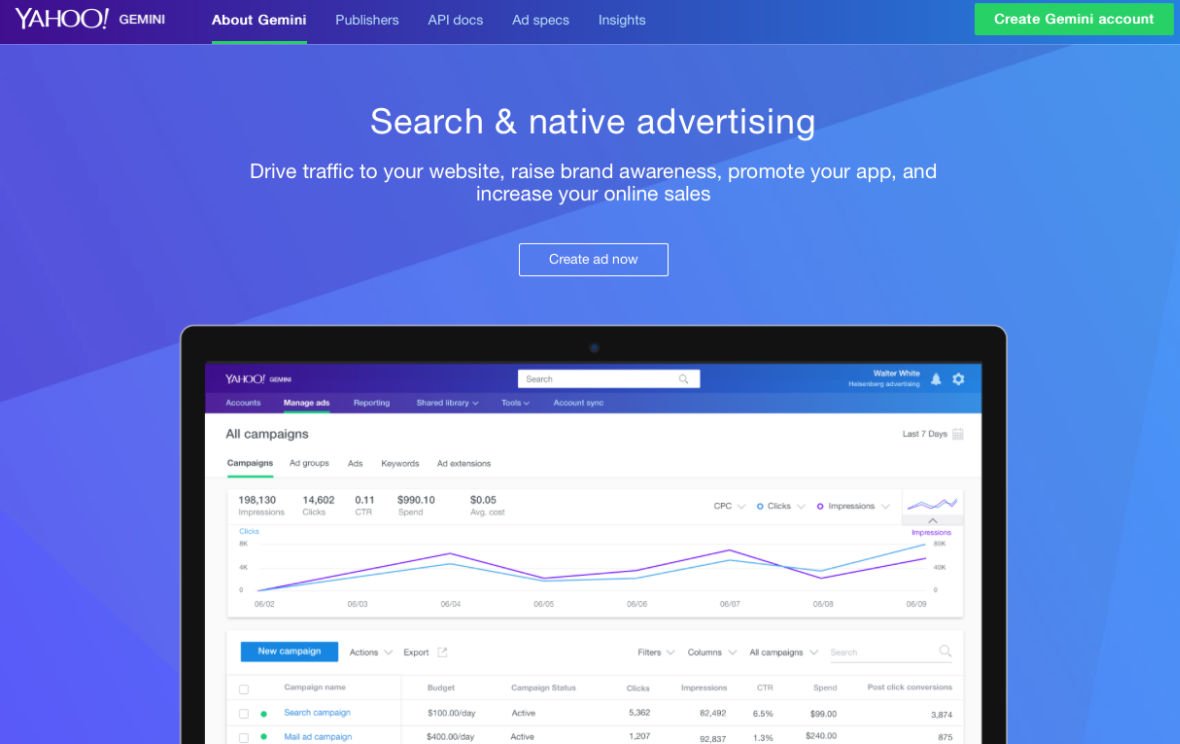 YAHOO! GEMINI About Gemini Publishers API docs Ad specs Insights Create Gemini account
Search & native advertising
Drive traffic to your website, raise brand awareness, promote your app, and
increase your online sales
Create ad now
YAHOO! GEMINI Search Walter White
Heisenberg advertising
Accounts Manage ads Reporting Shared library Tools Account sync
All campaigns Last 7 Days
Campaigns Ad groups Ads Keywords Ad extensions
198,130 14,602 0.11 $990.10 $0.05
Impressions Clicks CTR Spend Avg. cost
CPC Clicks Impressions
Clicks Impressions
8K 80K
4K 40K
0 0
06/02 06/03 06/04 06/05 06/06 06/07 06/08 06/09
New campaign Actions Export Filters Columns All campaigns Search
Campaign name Budget Campaign Status Clicks Impressions CTR Spend Post click conversions
Search campaign $100.00/day Active 5,362 82,492 6.5% $99.00 3,874
Mail ad campaign $400.00/day Active 1,207 92,837 1.3% $240.00 875